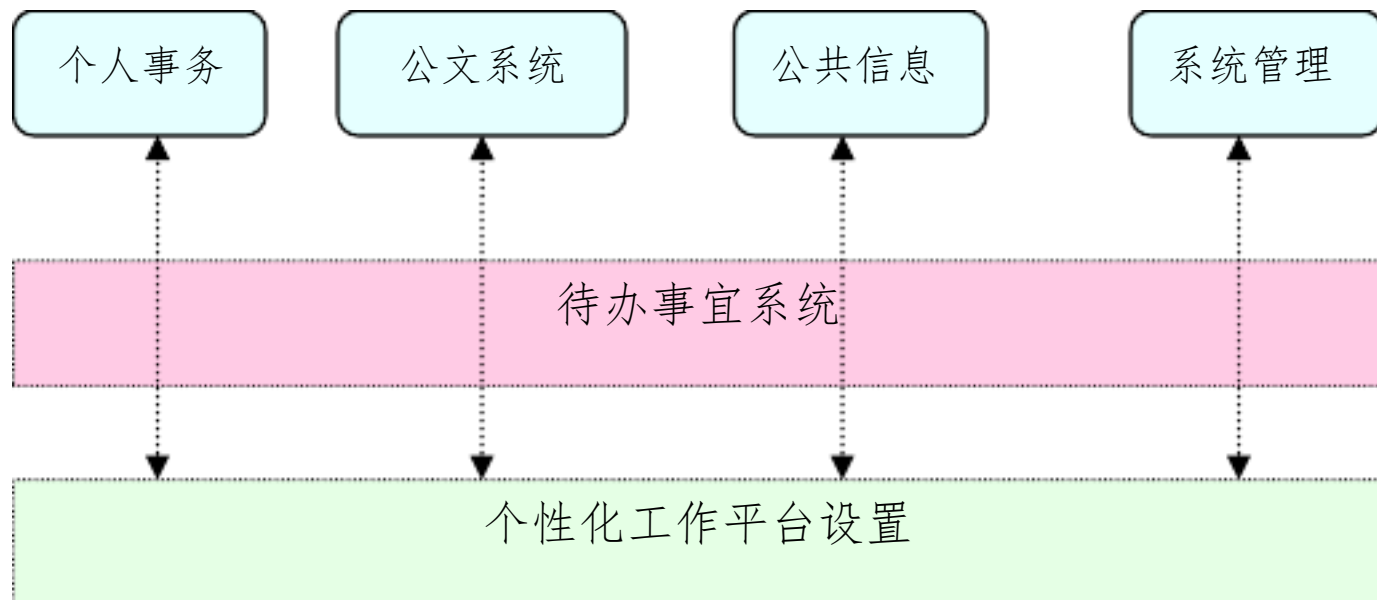 个人事务
公文系统
公共信息
系统管理
待办事宜系统
个性化工作平台设置